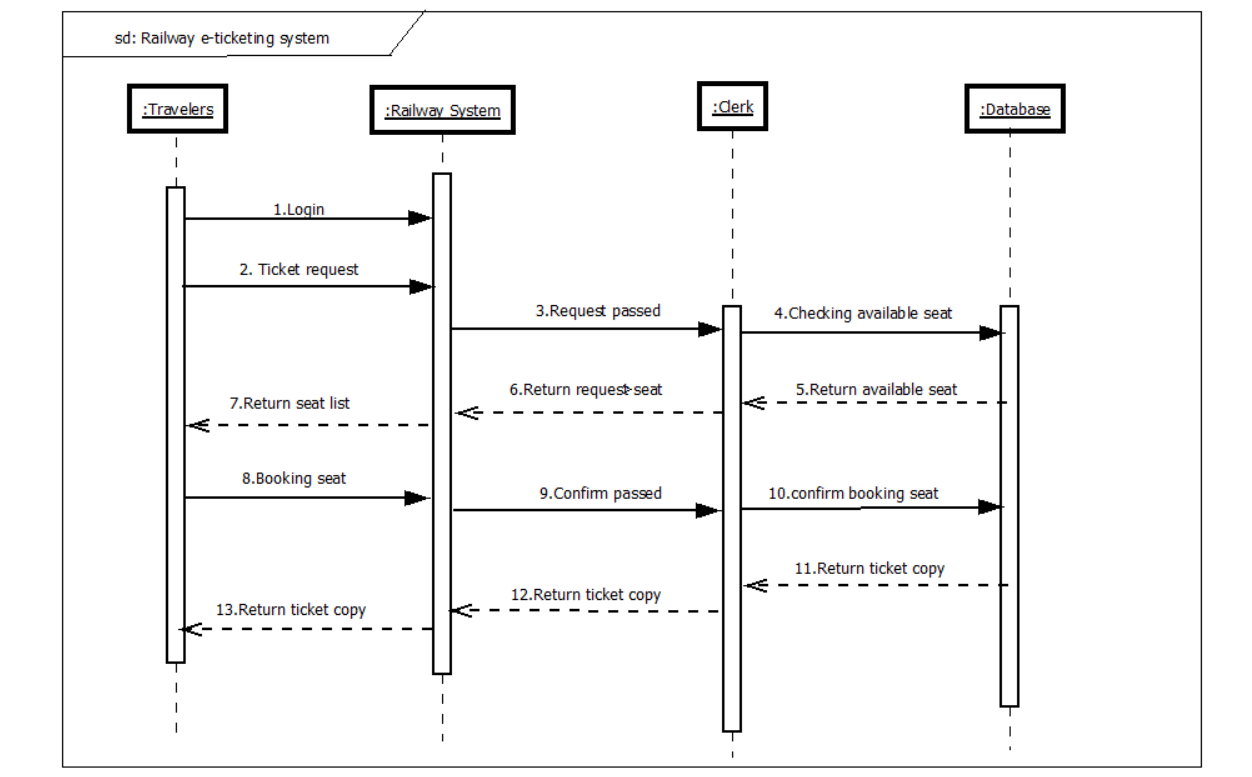 sd: Railway e-ticketing system
:Travelers
:Railway System
:Clerk
:Database
1.Login
2. Ticket request
3.Request passed
4.Checking available seat
5.Return available seat
6.Return request>seat
7.Return seat list
8.Booking seat
9.Confirm passed
10.confirm booking seat
11.Return ticket copy
12.Return ticket copy
13.Return ticket copy